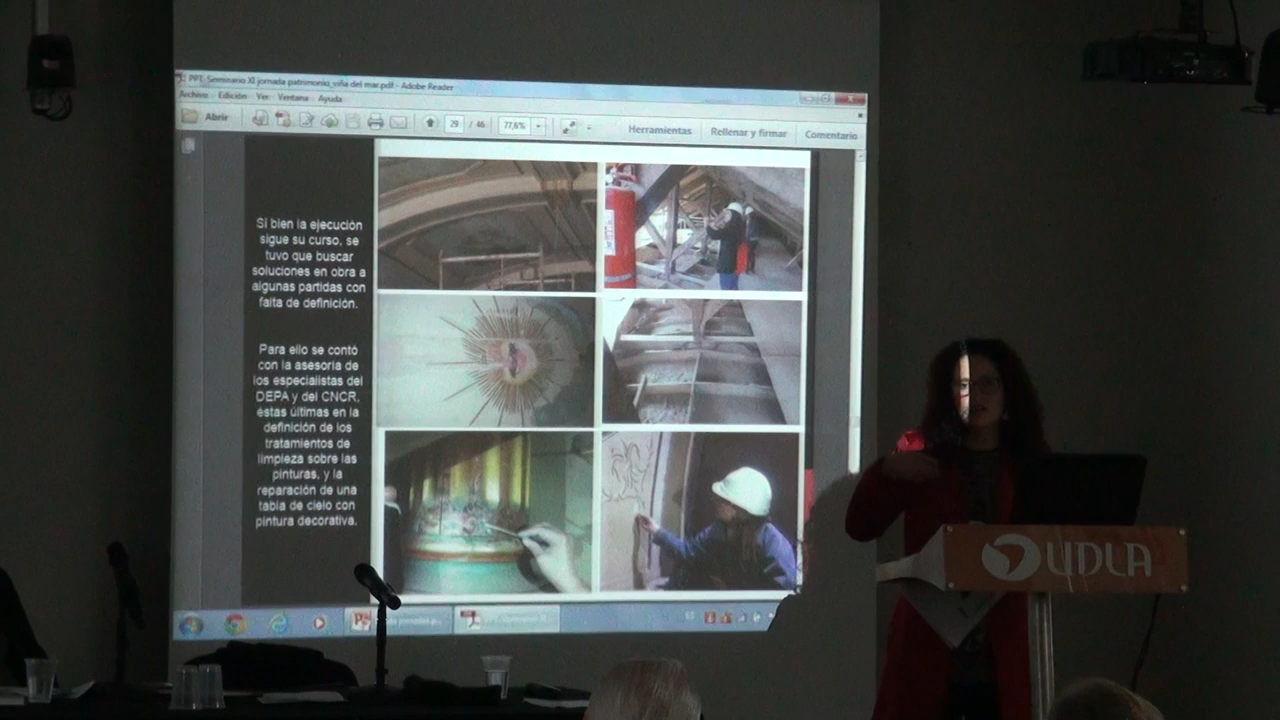 PPT-Seminario XI jornada patrimonio_viña del mar.pdf - Adobe Reader
Archivo Edición Ver Ventana Ayuda
Abrir
29 / 46
77,6%
Herramientas
Rellenar y firmar
Comentario
Si bien la ejecución
sigue su curso, se
tuvo que buscar
soluciones en obra a
algunas partidas con
falta de definición.
Para ello se contó
con la asesoría de
los especialistas del
DEPA y del CNCR,
éstas últimas en la
definición de los
tratamientos de
limpieza sobre las
pinturas, y la
reparación de una
tabla de cielo con
pintura decorativa.
ES
UDLA